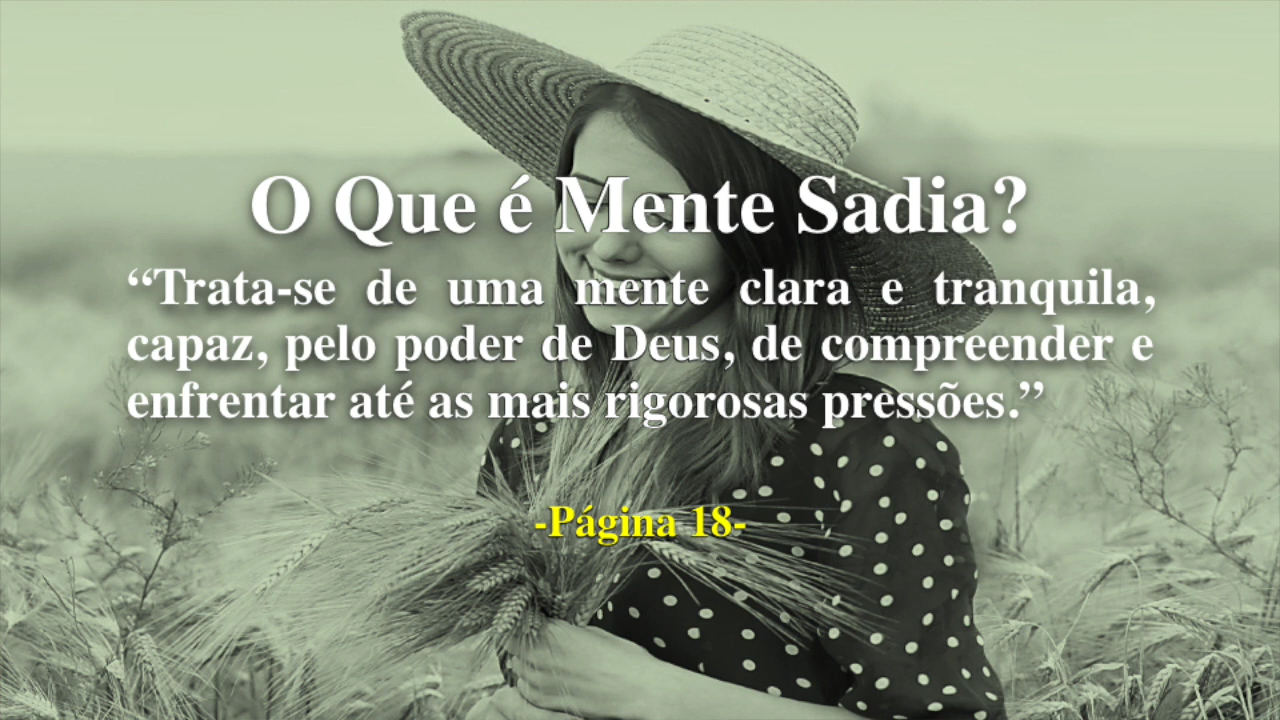 O Que é Mente Sadia?
“Trata-se de uma mente clara e tranquila,
capaz, pelo poder de Deus, de compreender e
enfrentar até as mais rigorosas pressões.”
-Página 18-